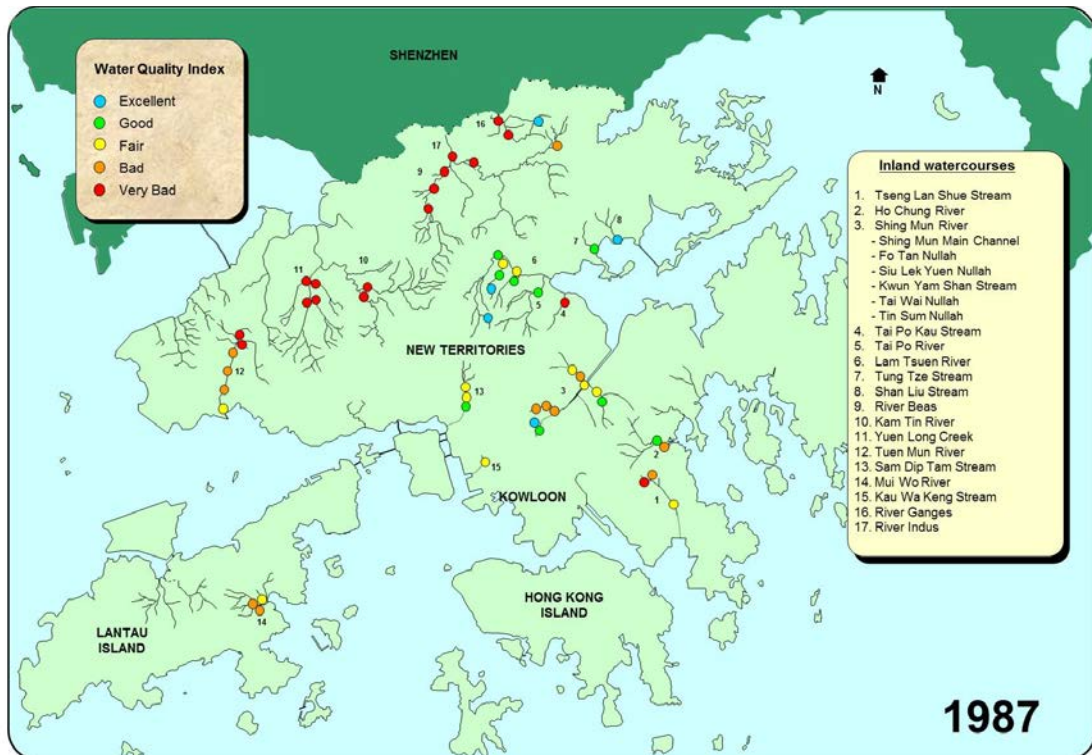 SHENZHEN
Water Quality Index
Excellent
Good
Fair
Bad
Very Bad
N
16
17
9
8
7
11
10
6
5
4
NEW TERRITORIES
12
13
3
2
15
KOWLOON
1
HONG KONG
ISLAND
14
LANTAU
ISLAND
Inland watercourses
1. Tseng Lan Shue Stream
2. Ho Chung River
3. Shing Mun River
- Shing Mun Main Channel
- Fo Tan Nullah
- Siu Lek Yuen Nullah
- Kwun Yam Shan Stream
- Tai Wai Nullah
- Tin Sum Nullah
4. Tai Po Kau Stream
5. Tai Po River
6. Lam Tsuen River
7. Tung Tze Stream
8. Shan Liu Stream
9. River Beas
10. Kam Tin River
11. Yuen Long Creek
12. Tuen Mun River
13. Sam Dip Tam Stream
14. Mui Wo River
15. Kau Wa Keng Stream
16. River Ganges
17. River Indus
1987